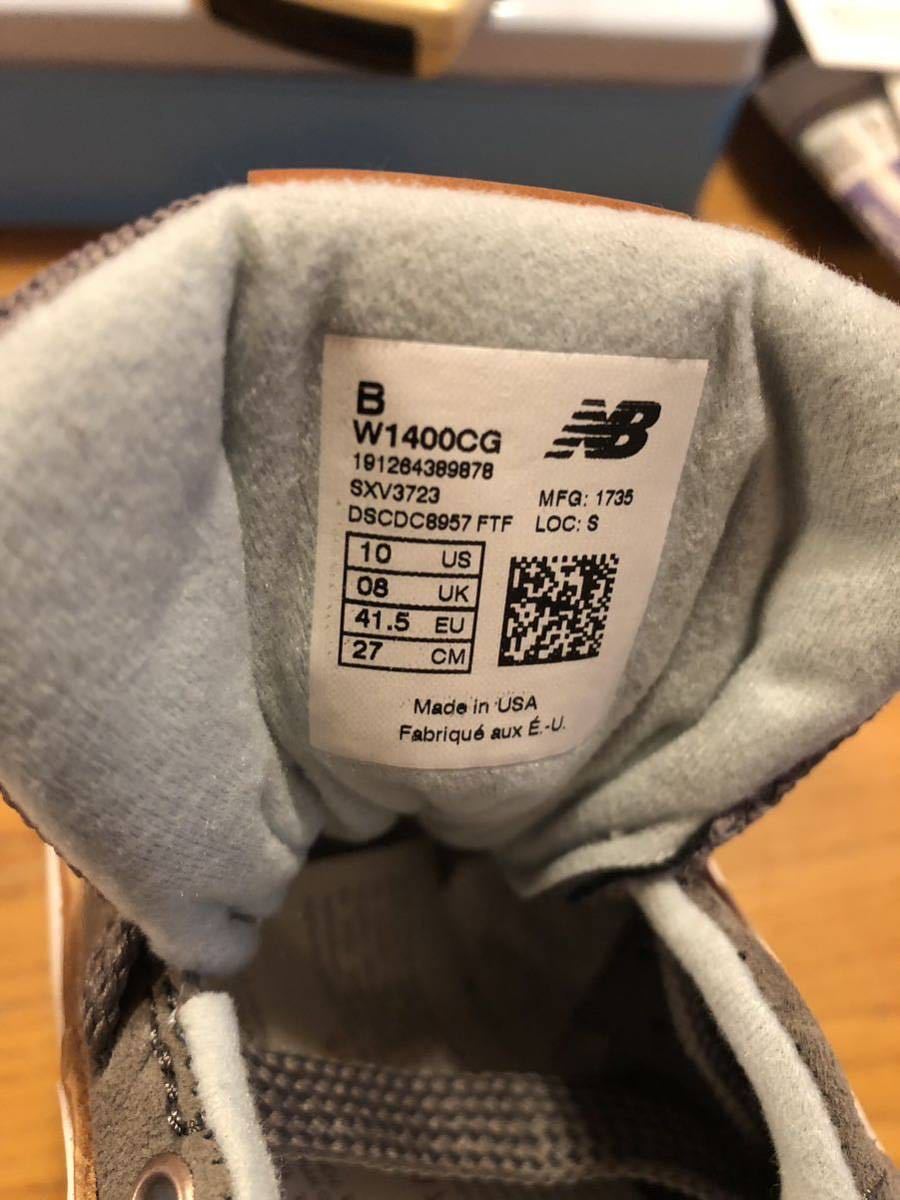 B
W1400CG
191264389878
SXV3723
DSCDC8957 FTF
NB
MFG: 1735
LOC: S
10 US
08 UK
41.5 EU
27 CM
Made in USA
Fabriqué aux É.-U.